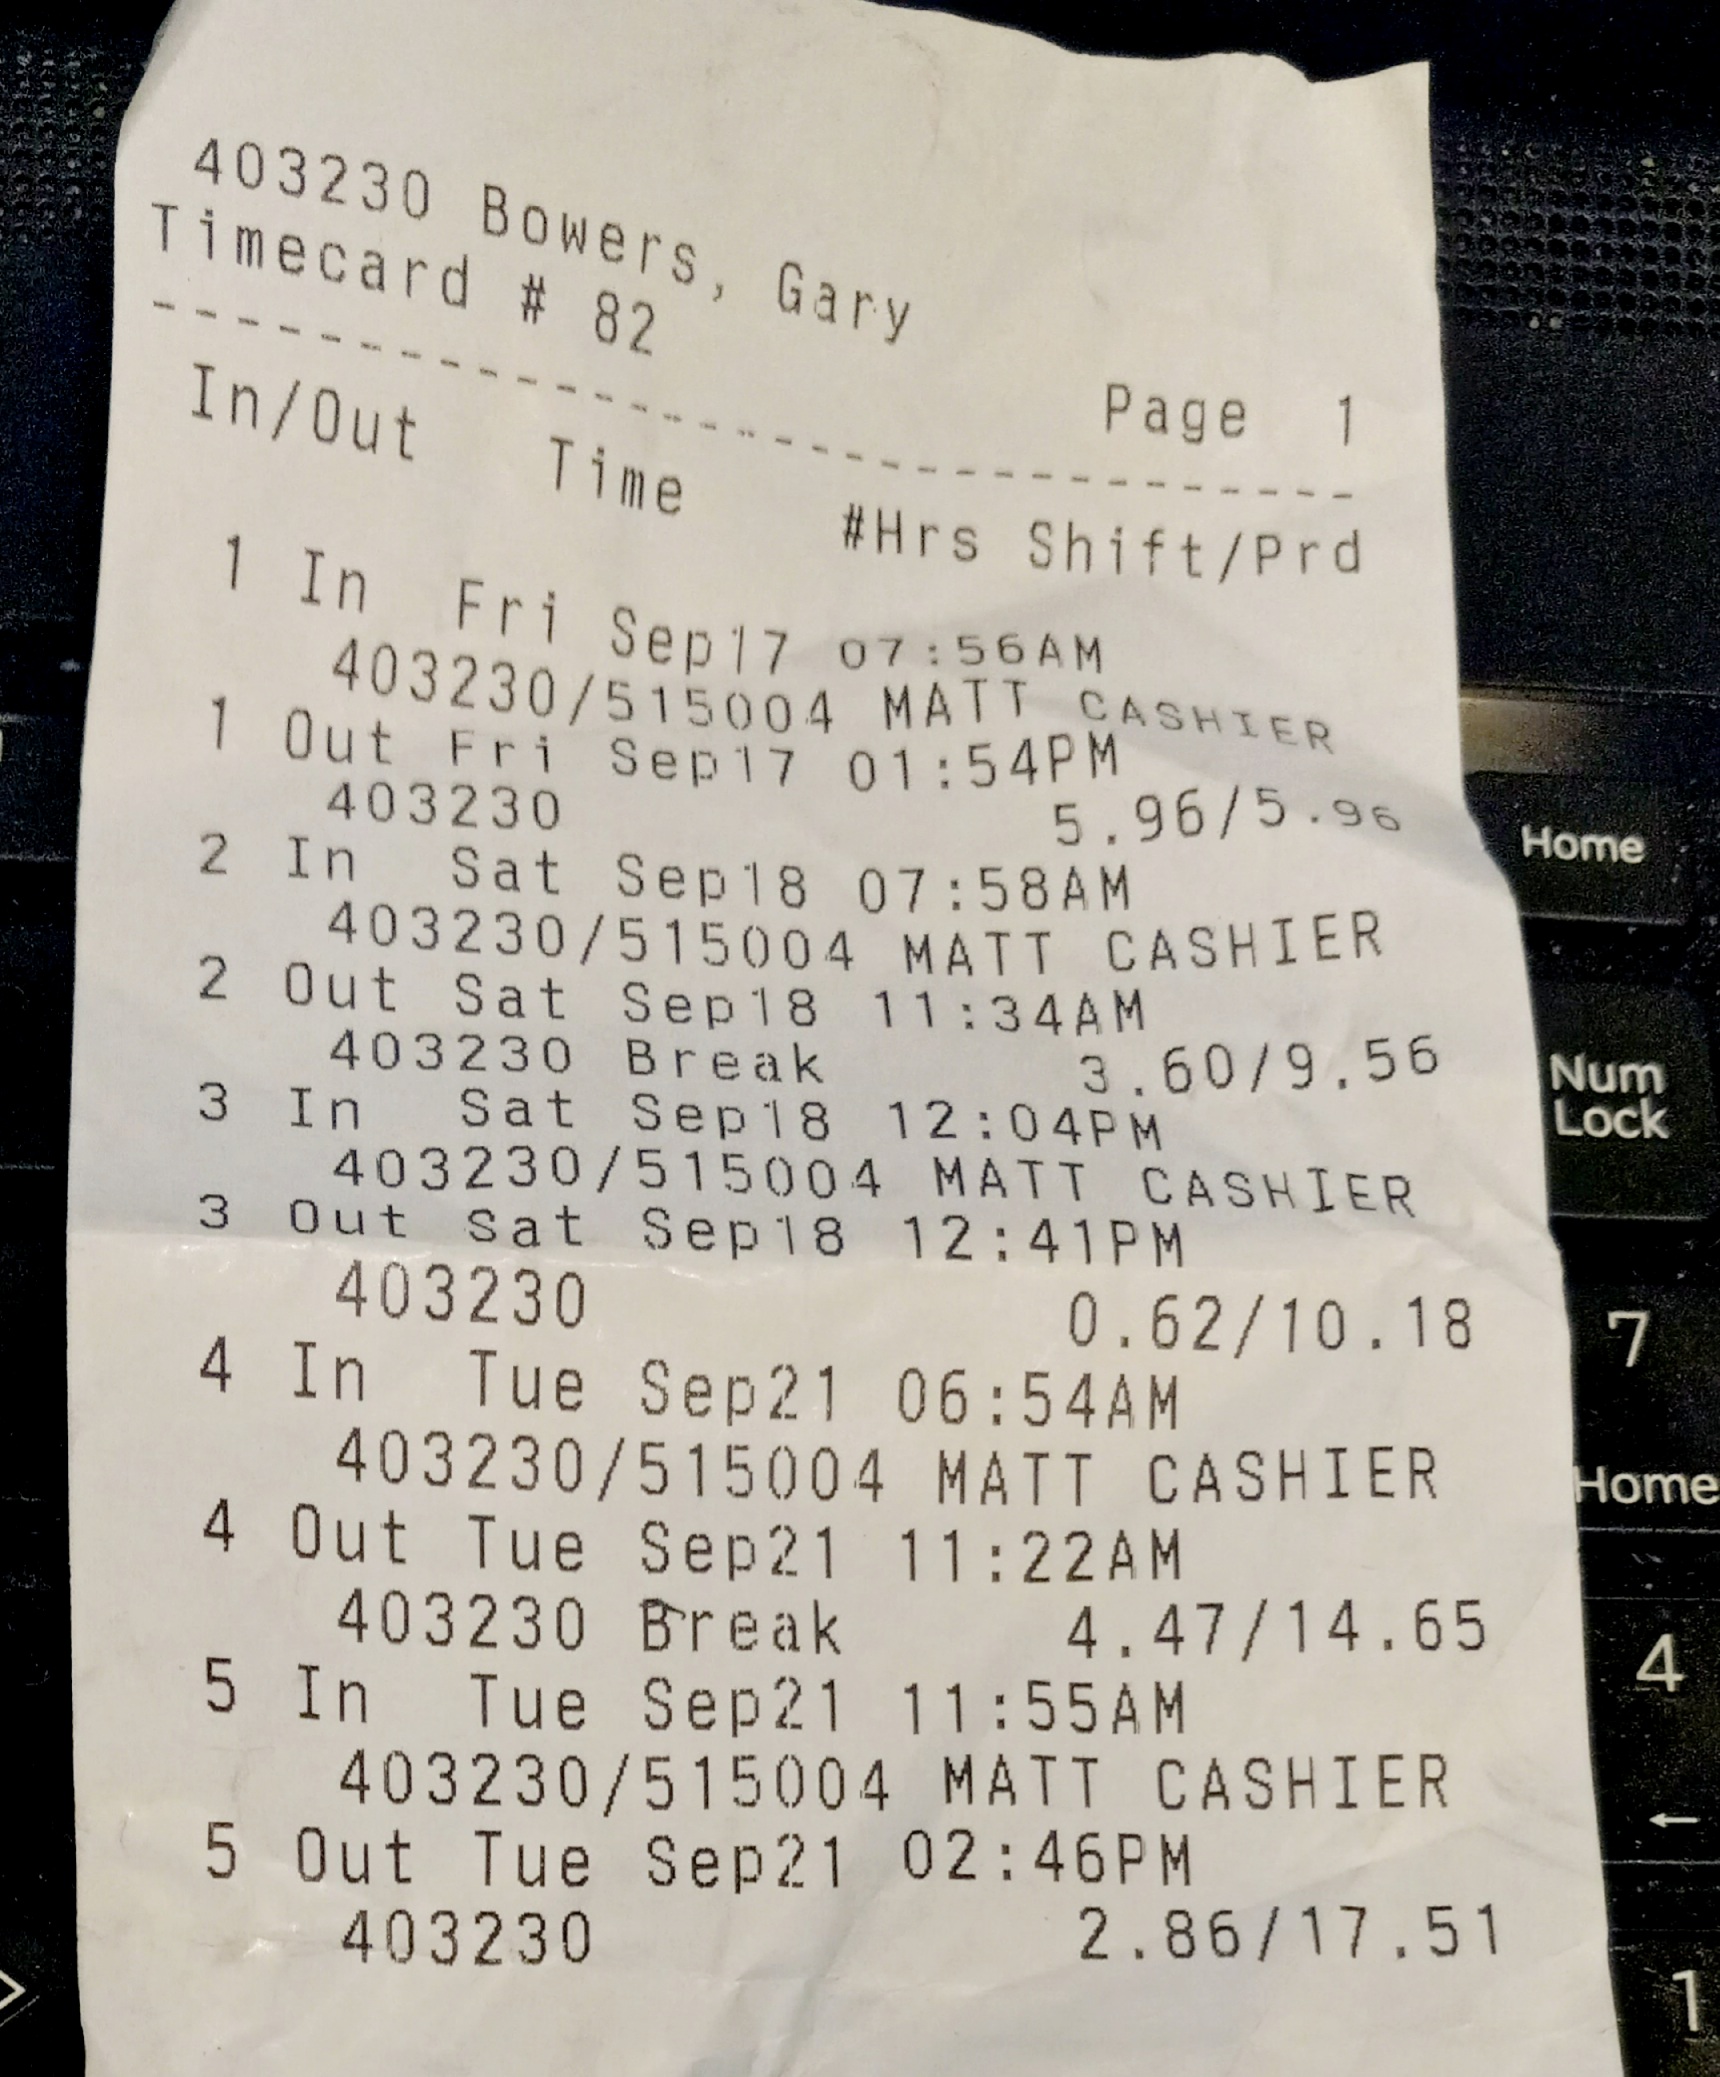 403230 Bowers, Gary
Timecard # 82
Page 1
--------------------------------
In/Out Time #Hrs Shift/Prd
1 In Fri Sep17 07:56AM
403230/515004 MATT CASHIER
1 Out Fri Sep17 01:54PM
403230 5.96/5.96
2 In Sat Sep18 07:58AM
403230/515004 MATT CASHIER
2 Out Sat Sep18 11:34AM
403230 Break 3.60/9.56
3 In Sat Sep18 12:04PM
403230/515004 MATT CASHIER
3 Out Sat Sep18 12:41PM
403230 0.62/10.18
4 In Tue Sep21 06:54AM
403230/515004 MATT CASHIER
4 Out Tue Sep21 11:22AM
403230 Break 4.47/14.65
5 In Tue Sep21 11:55AM
403230/515004 MATT CASHIER
5 Out Tue Sep21 02:46PM
403230 2.86/17.51
Home
Num
Lock
7
Home
4
←
1